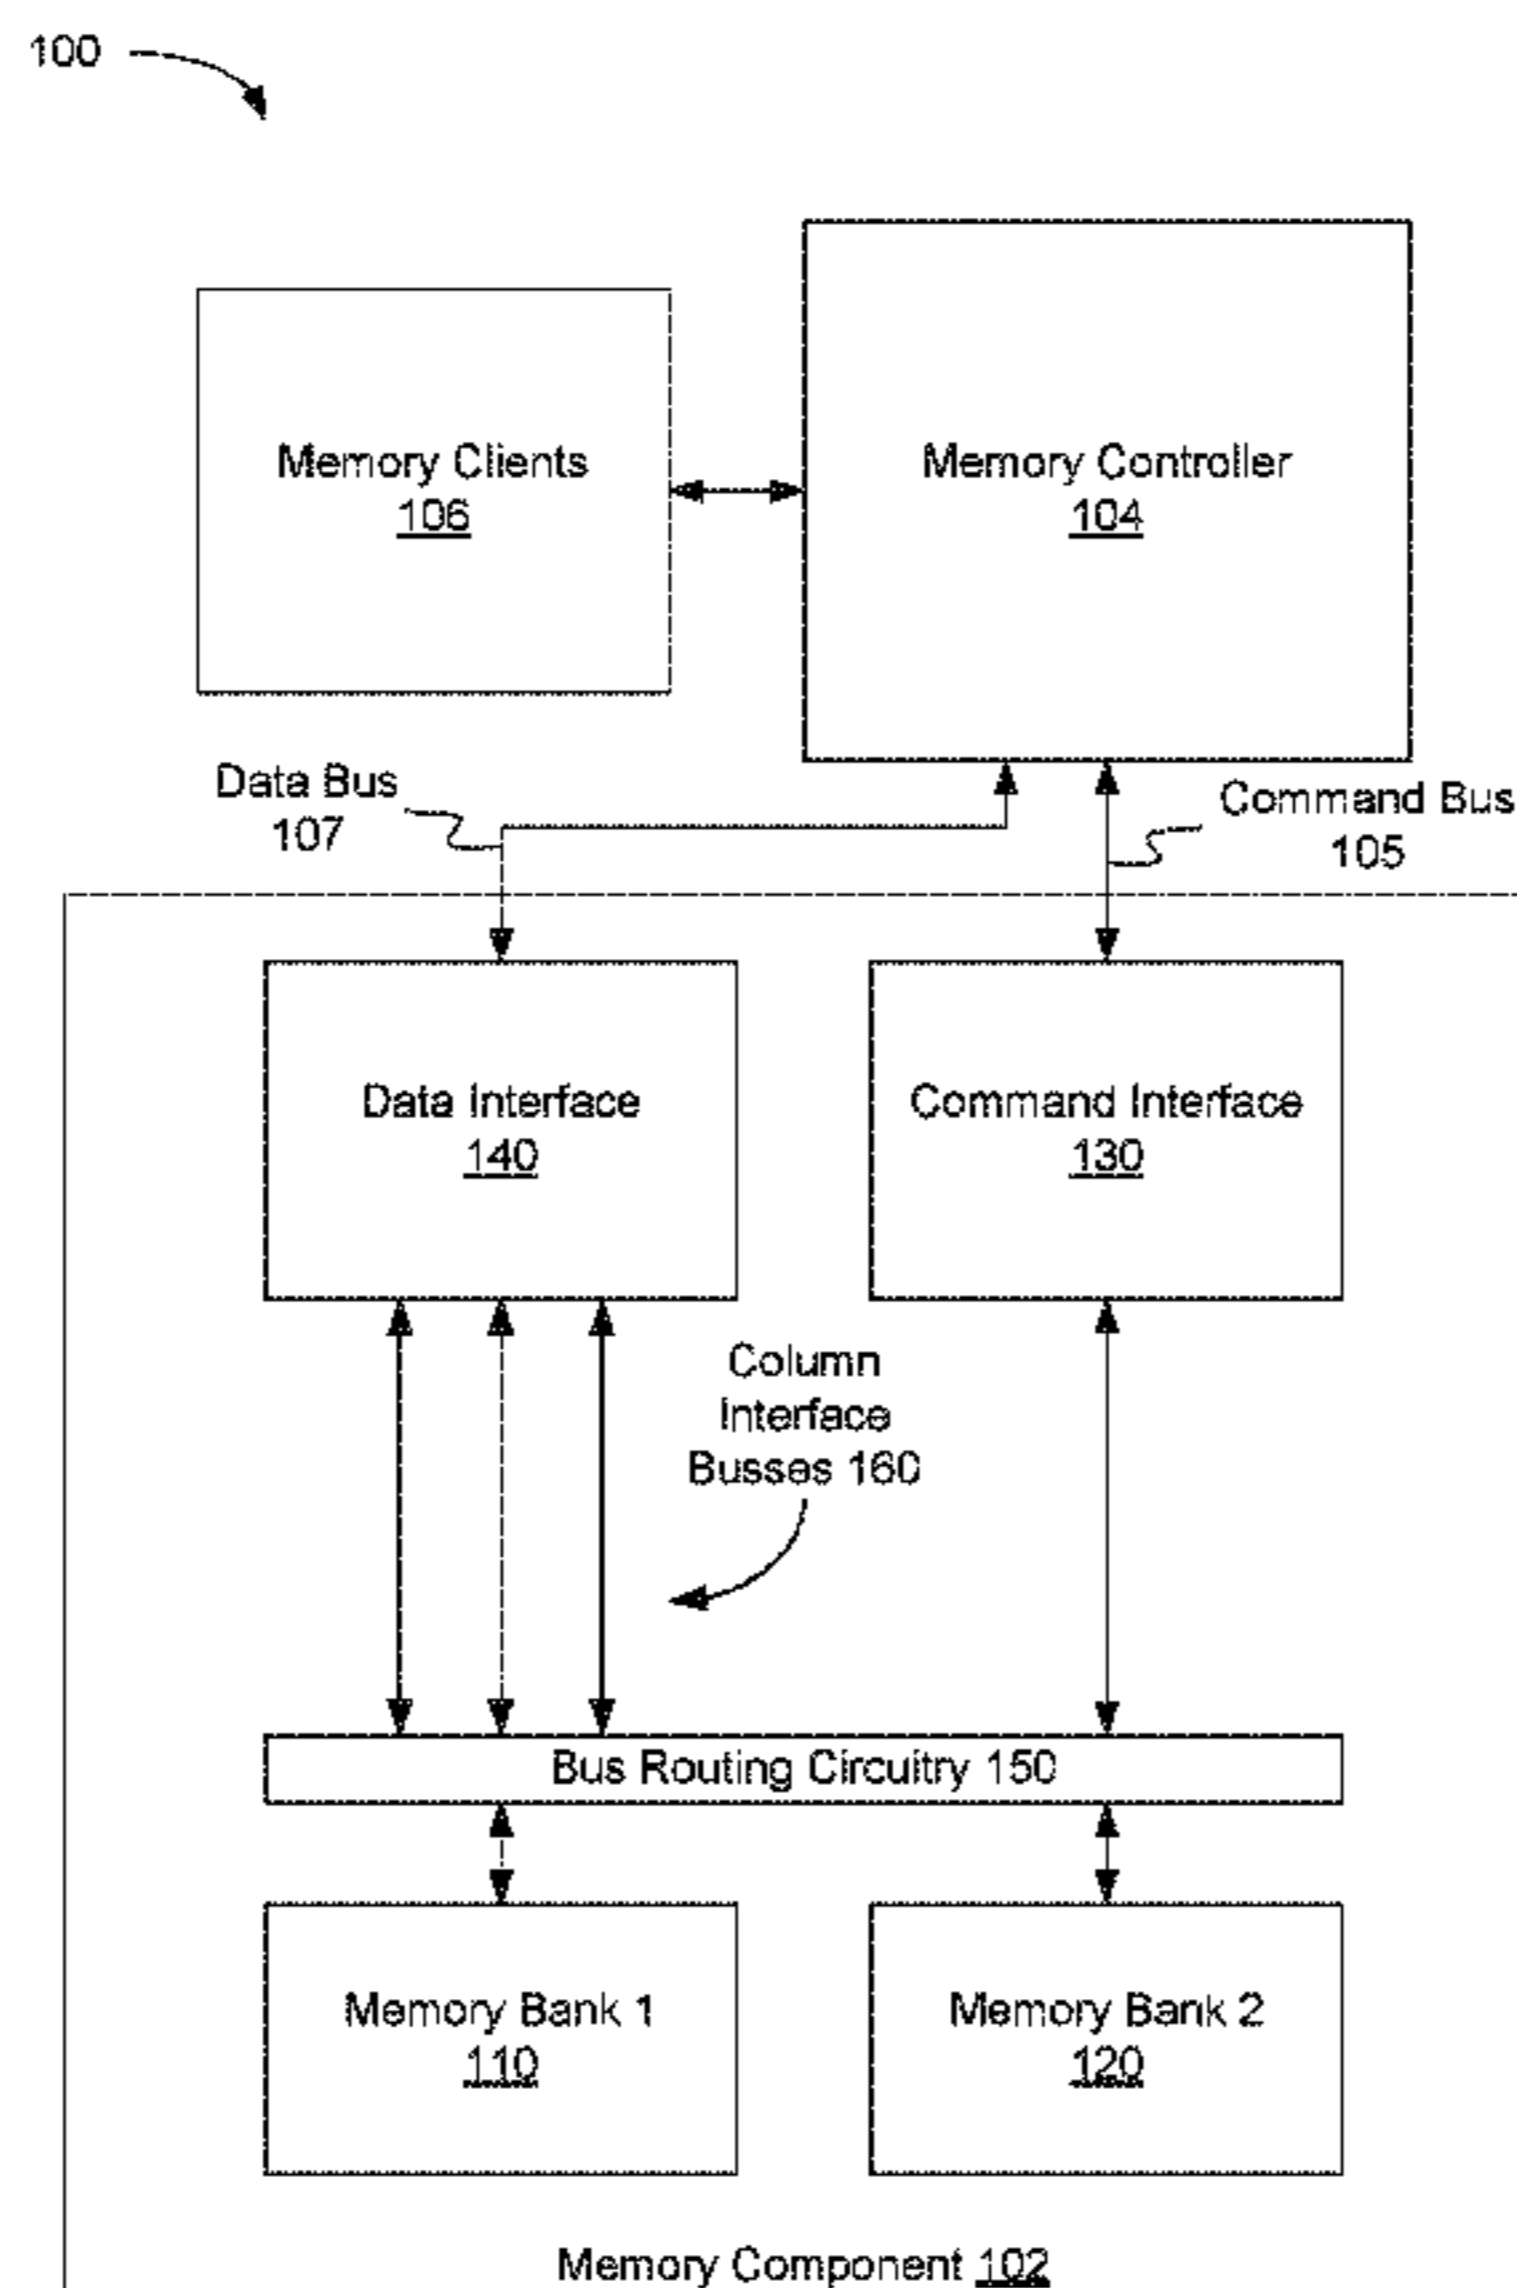 100
Memory Clients
106
Memory Controller
104
Data Bus
107
Command Bus
105
Data Interface
140
Command Interface
130
Column
Interface
Busses 160
Bus Routing Circuitry 150
Memory Bank 1
110
Memory Bank 2
120
Memory Component 102